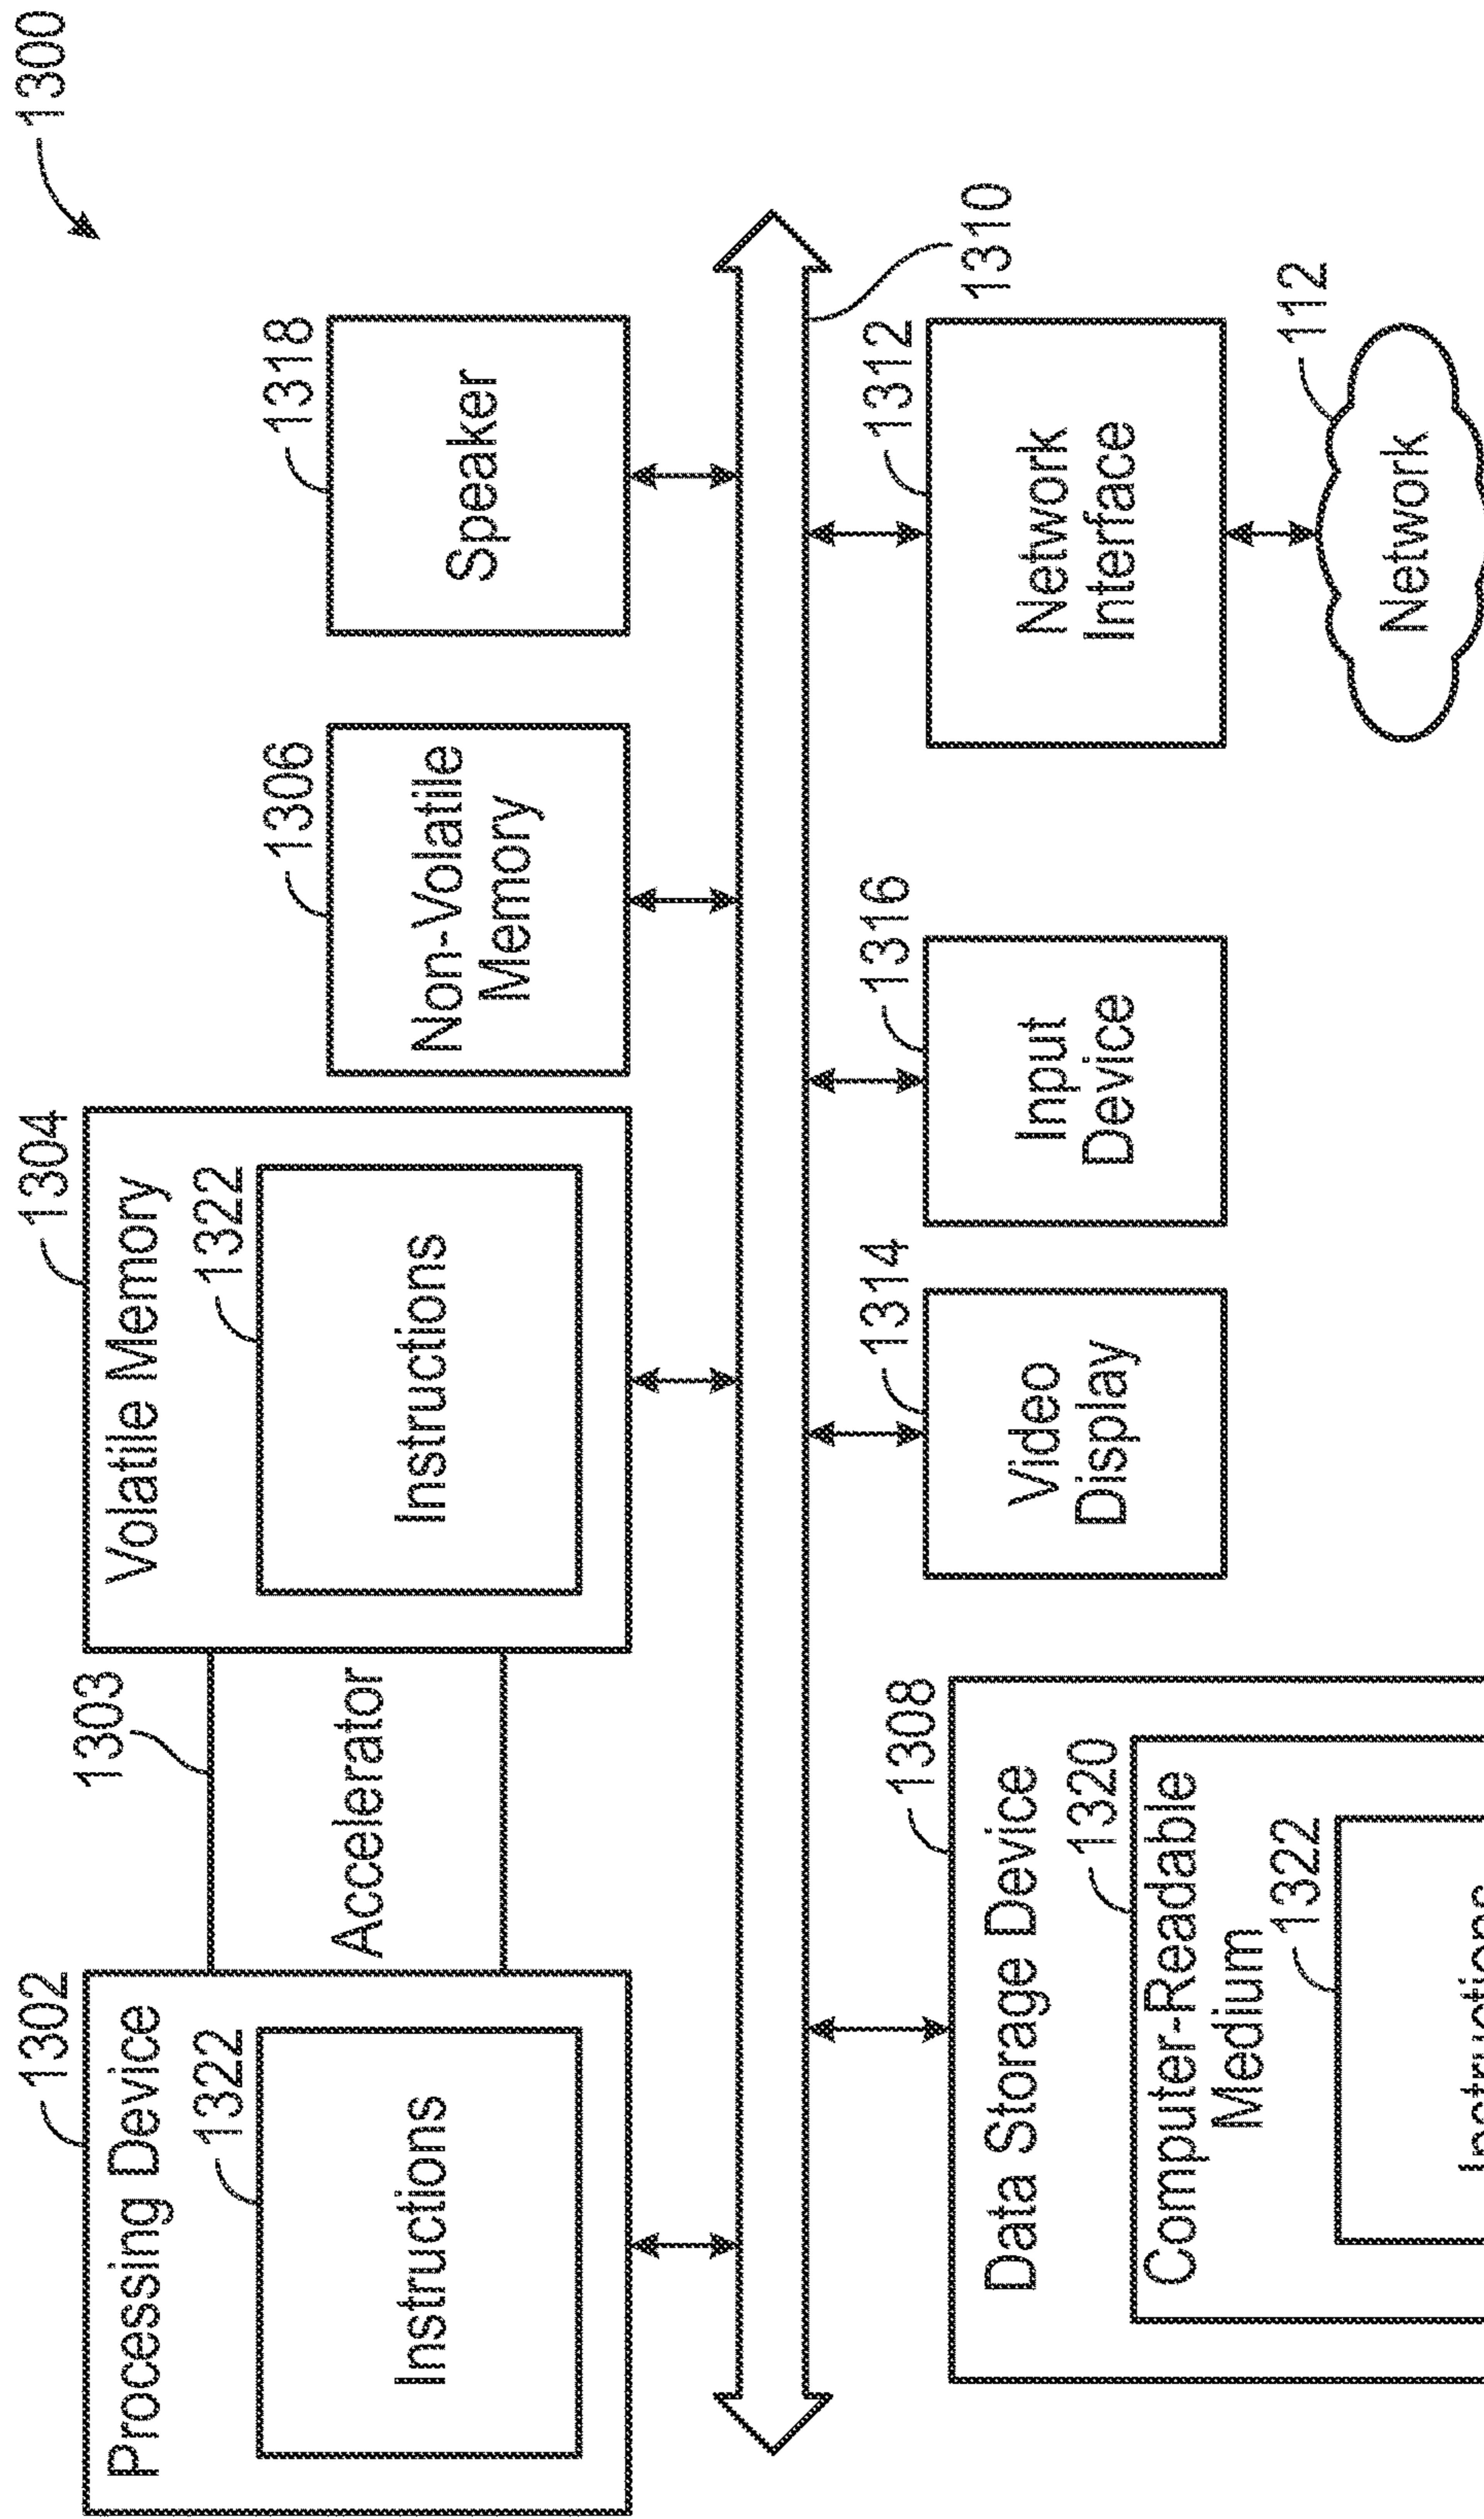 1300
1302
Processing Device
1322
Instructions
1303
Accelerator
1304
Volatile Memory
1322
Instructions
1306
Non-Volatile
Memory
1318
Speaker
1310
1308
Data Storage Device
1320
Computer-Readable
Medium
1322
Instructions
1314
Video
Display
1316
Input
Device
1312
Network
Interface
112
Network